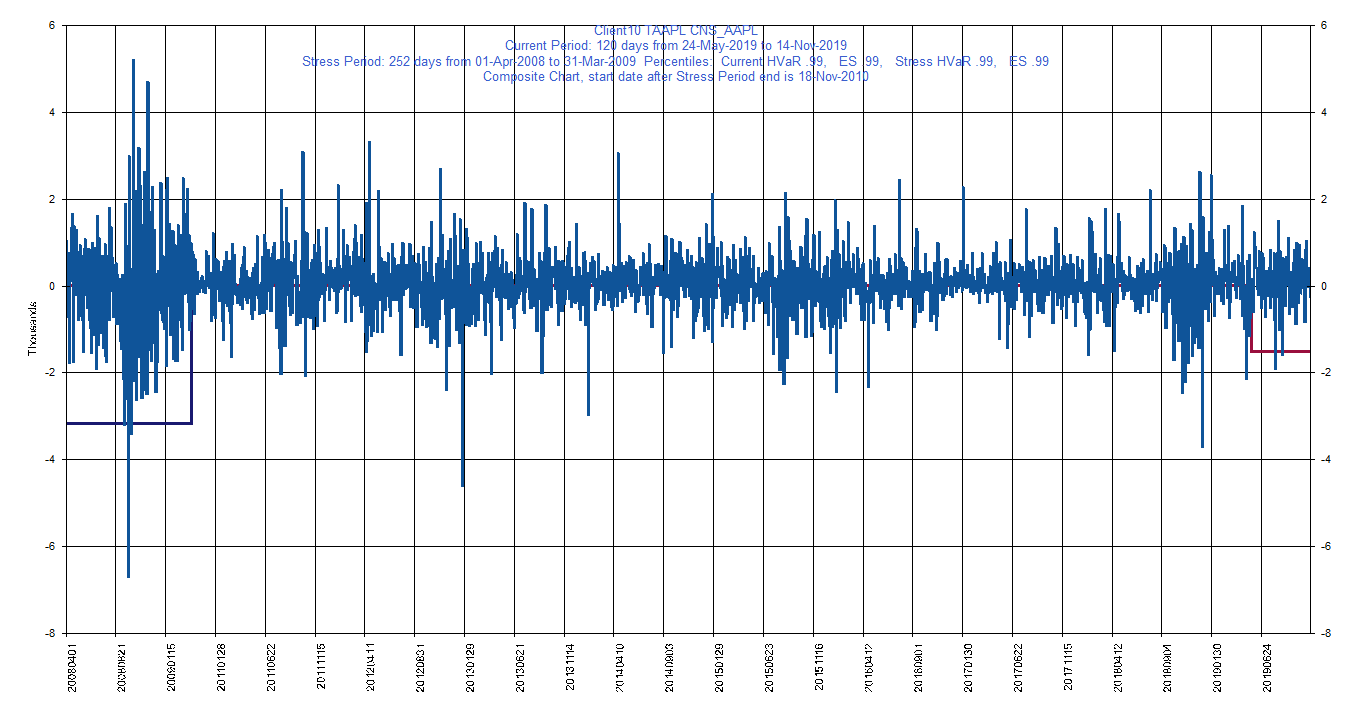 Client10 TAAPL CNS_AAPL
Current Period: 120 days from 24-May-2019 to 14-Nov-2019
Stress Period: 252 days from 01-Apr-2008 to 31-Mar-2009 Percentiles: Current HVaR .99, ES .99, Stress HVaR .99, ES .99
Composite Chart, start date after Stress Period end is 18-Nov-2010
6 6
4 4
2 2
0 0
-2 -2
-4 -4
-6 -6
-8 -8
Thousands
20080401 20080821 20090115 20110128 20110622 20111115 20120411 20120831 20130129 20130621 20131114 20140410 20140903 20150129 20150623 20151116 20160412 20160901 20170130 20170622 20171115 20180412 20180904 20190130 20190624